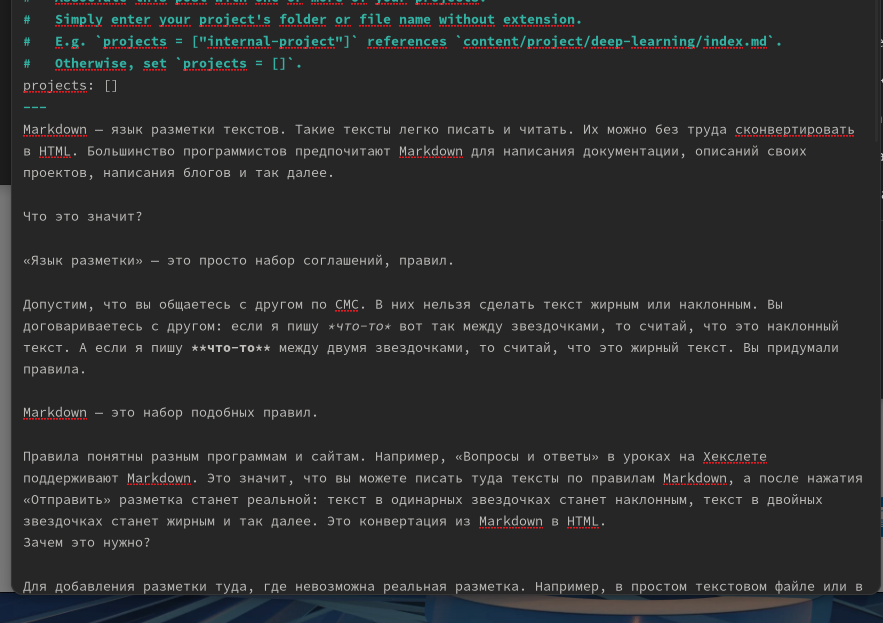 #   Simply enter your project's folder or file name without extension.
#   E.g. `projects = ["internal-project"]` references `content/project/deep-learning/index.md`.
#   Otherwise, set `projects = []`.
projects: []
---
Markdown — язык разметки текстов. Такие тексты легко писать и читать. Их можно без труда сконвертировать
в HTML. Большинство программистов предпочитают Markdown для написания документации, описаний своих
проектов, написания блогов и так далее.
Что это значит?
«Язык разметки» — это просто набор соглашений, правил.
Допустим, что вы общаетесь с другом по СМС. В них нельзя сделать текст жирным или наклонным. Вы
договариваетесь с другом: если я пишу *что-то* вот так между звездочками, то считай, что это наклонный
текст. А если я пишу **что-то** между двумя звездочками, то считай, что это жирный текст. Вы придумали
правила.
Markdown — это набор подобных правил.
Правила понятны разным программам и сайтам. Например, «Вопросы и ответы» в уроках на Хекслете
поддерживают Markdown. Это значит, что вы можете писать туда тексты по правилам Markdown, а после нажатия
«Отправить» разметка станет реальной: текст в одинарных звездочках станет наклонным, текст в двойных
звездочках станет жирным и так далее. Это конвертация из Markdown в HTML.
Зачем это нужно?
Для добавления разметки туда, где невозможна реальная разметка. Например, в простом текстовом файле или в